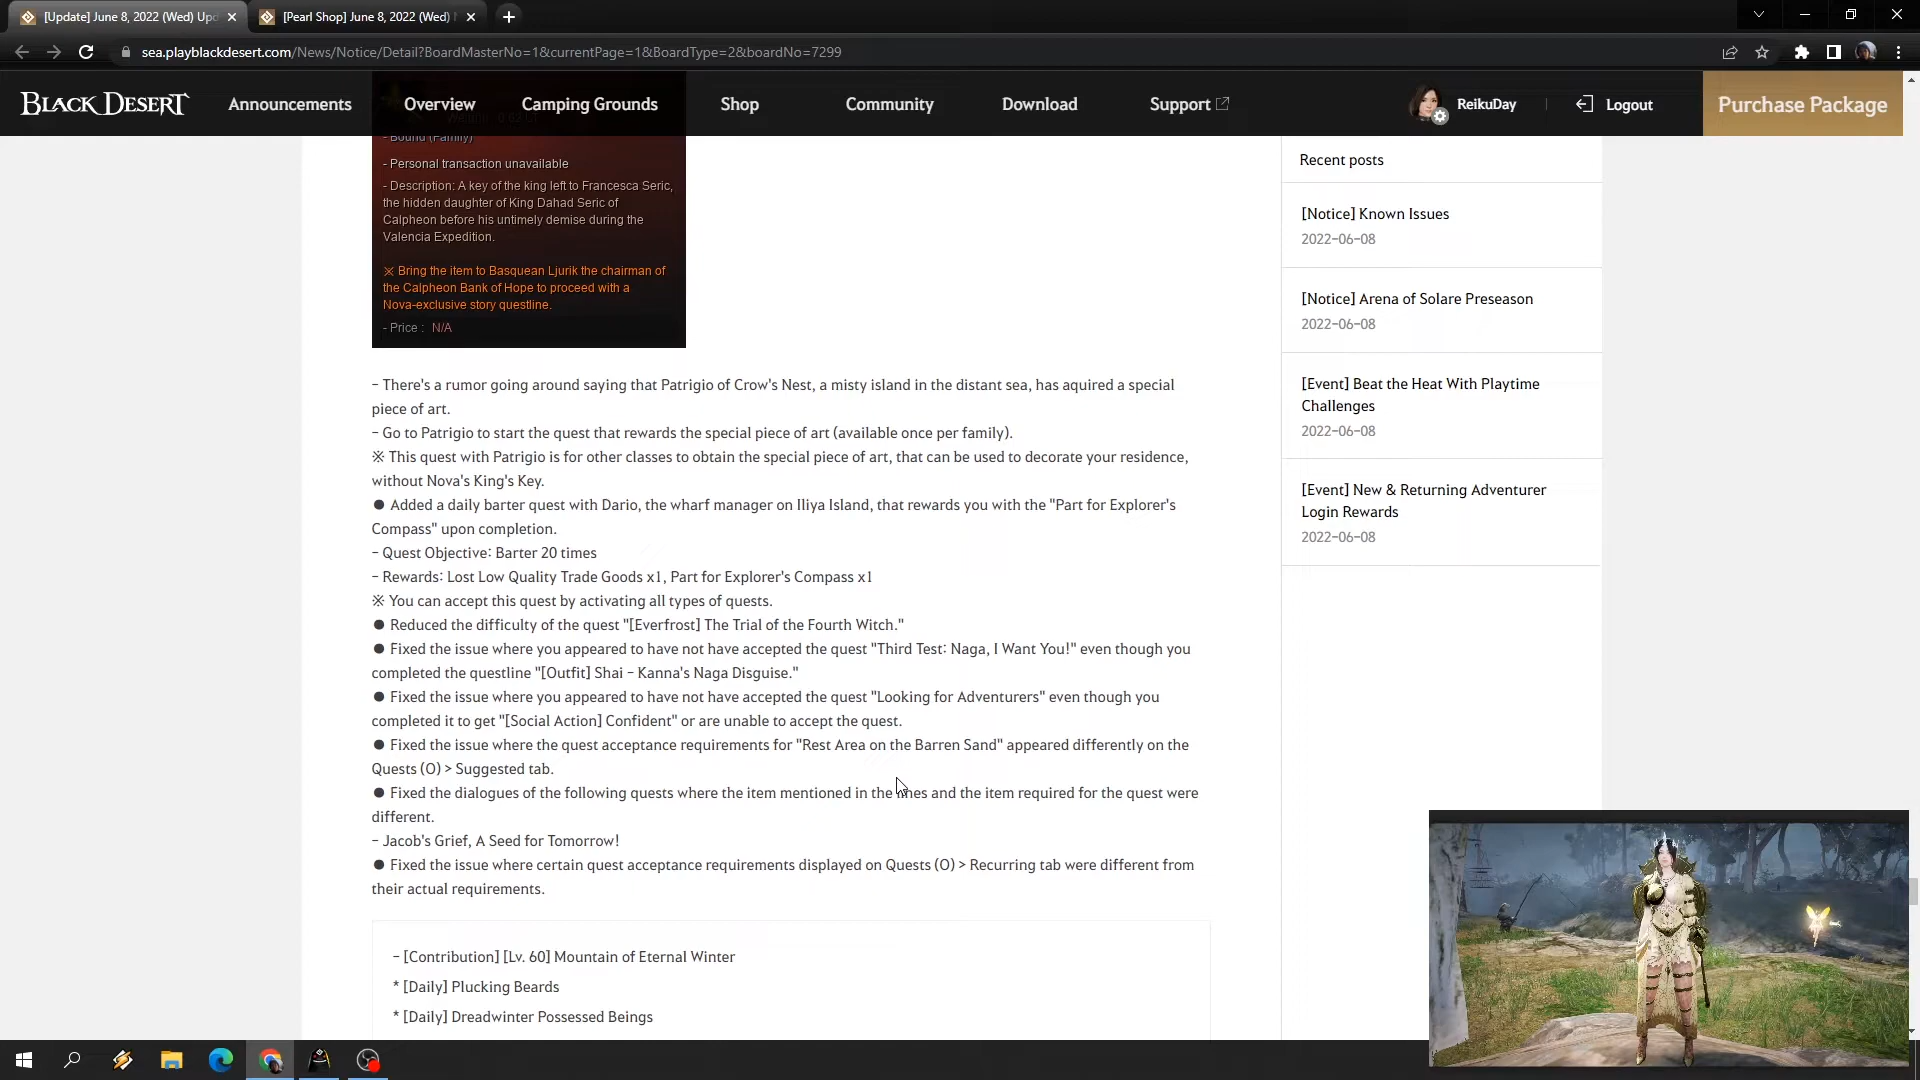 [Update] June 8, 2022 (Wed) Upd
[Pearl Shop] June 8, 2022 (Wed)
sea.playblackdesert.com/News/Notice/Detail?BoardMasterNo=1&currentPage=1&BoardType=2&boardNo=7299
BLACK DESERT
Announcements
Overview
Camping Grounds
Shop
Community
Download
Support
ReikuDay
Logout
Purchase Package
- Bound (Family)
- Personal transaction unavailable
- Description: A key of the king left to Francesca Seric,
the hidden daughter of King Dahad Seric of
Calpheon before his untimely demise during the
Valencia Expedition.
※ Bring the item to Basquean Ljurik the chairman of
the Calpheon Bank of Hope to proceed with a
Nova-exclusive story questline.
- Price : N/A
- There's a rumor going around saying that Patrigio of Crow's Nest, a misty island in the distant sea, has aquired a special
piece of art.
- Go to Patrigio to start the quest that rewards the special piece of art (available once per family).
※ This quest with Patrigio is for other classes to obtain the special piece of art, that can be used to decorate your residence,
without Nova's King's Key.
● Added a daily barter quest with Dario, the wharf manager on Iliya Island, that rewards you with the "Part for Explorer's
Compass" upon completion.
- Quest Objective: Barter 20 times
- Rewards: Lost Low Quality Trade Goods x1, Part for Explorer's Compass x1
※ You can accept this quest by activating all types of quests.
● Reduced the difficulty of the quest "[Everfrost] The Trial of the Fourth Witch."
● Fixed the issue where you appeared to have not have accepted the quest "Third Test: Naga, I Want You!" even though you
completed the questline "[Outfit] Shai - Kanna's Naga Disguise."
● Fixed the issue where you appeared to have not have accepted the quest "Looking for Adventurers" even though you
completed it to get "[Social Action] Confident" or are unable to accept the quest.
● Fixed the issue where the quest acceptance requirements for "Rest Area on the Barren Sand" appeared differently on the
Quests (O) > Suggested tab.
● Fixed the dialogues of the following quests where the item mentioned in the lines and the item required for the quest were
different.
- Jacob's Grief, A Seed for Tomorrow!
● Fixed the issue where certain quest acceptance requirements displayed on Quests (O) > Recurring tab were different from
their actual requirements.
- [Contribution] [Lv. 60] Mountain of Eternal Winter
* [Daily] Plucking Beards
* [Daily] Dreadwinter Possessed Beings
Recent posts
[Notice] Known Issues
2022-06-08
[Notice] Arena of Solare Preseason
2022-06-08
[Event] Beat the Heat With Playtime
Challenges
2022-06-08
[Event] New & Returning Adventurer
Login Rewards
2022-06-08